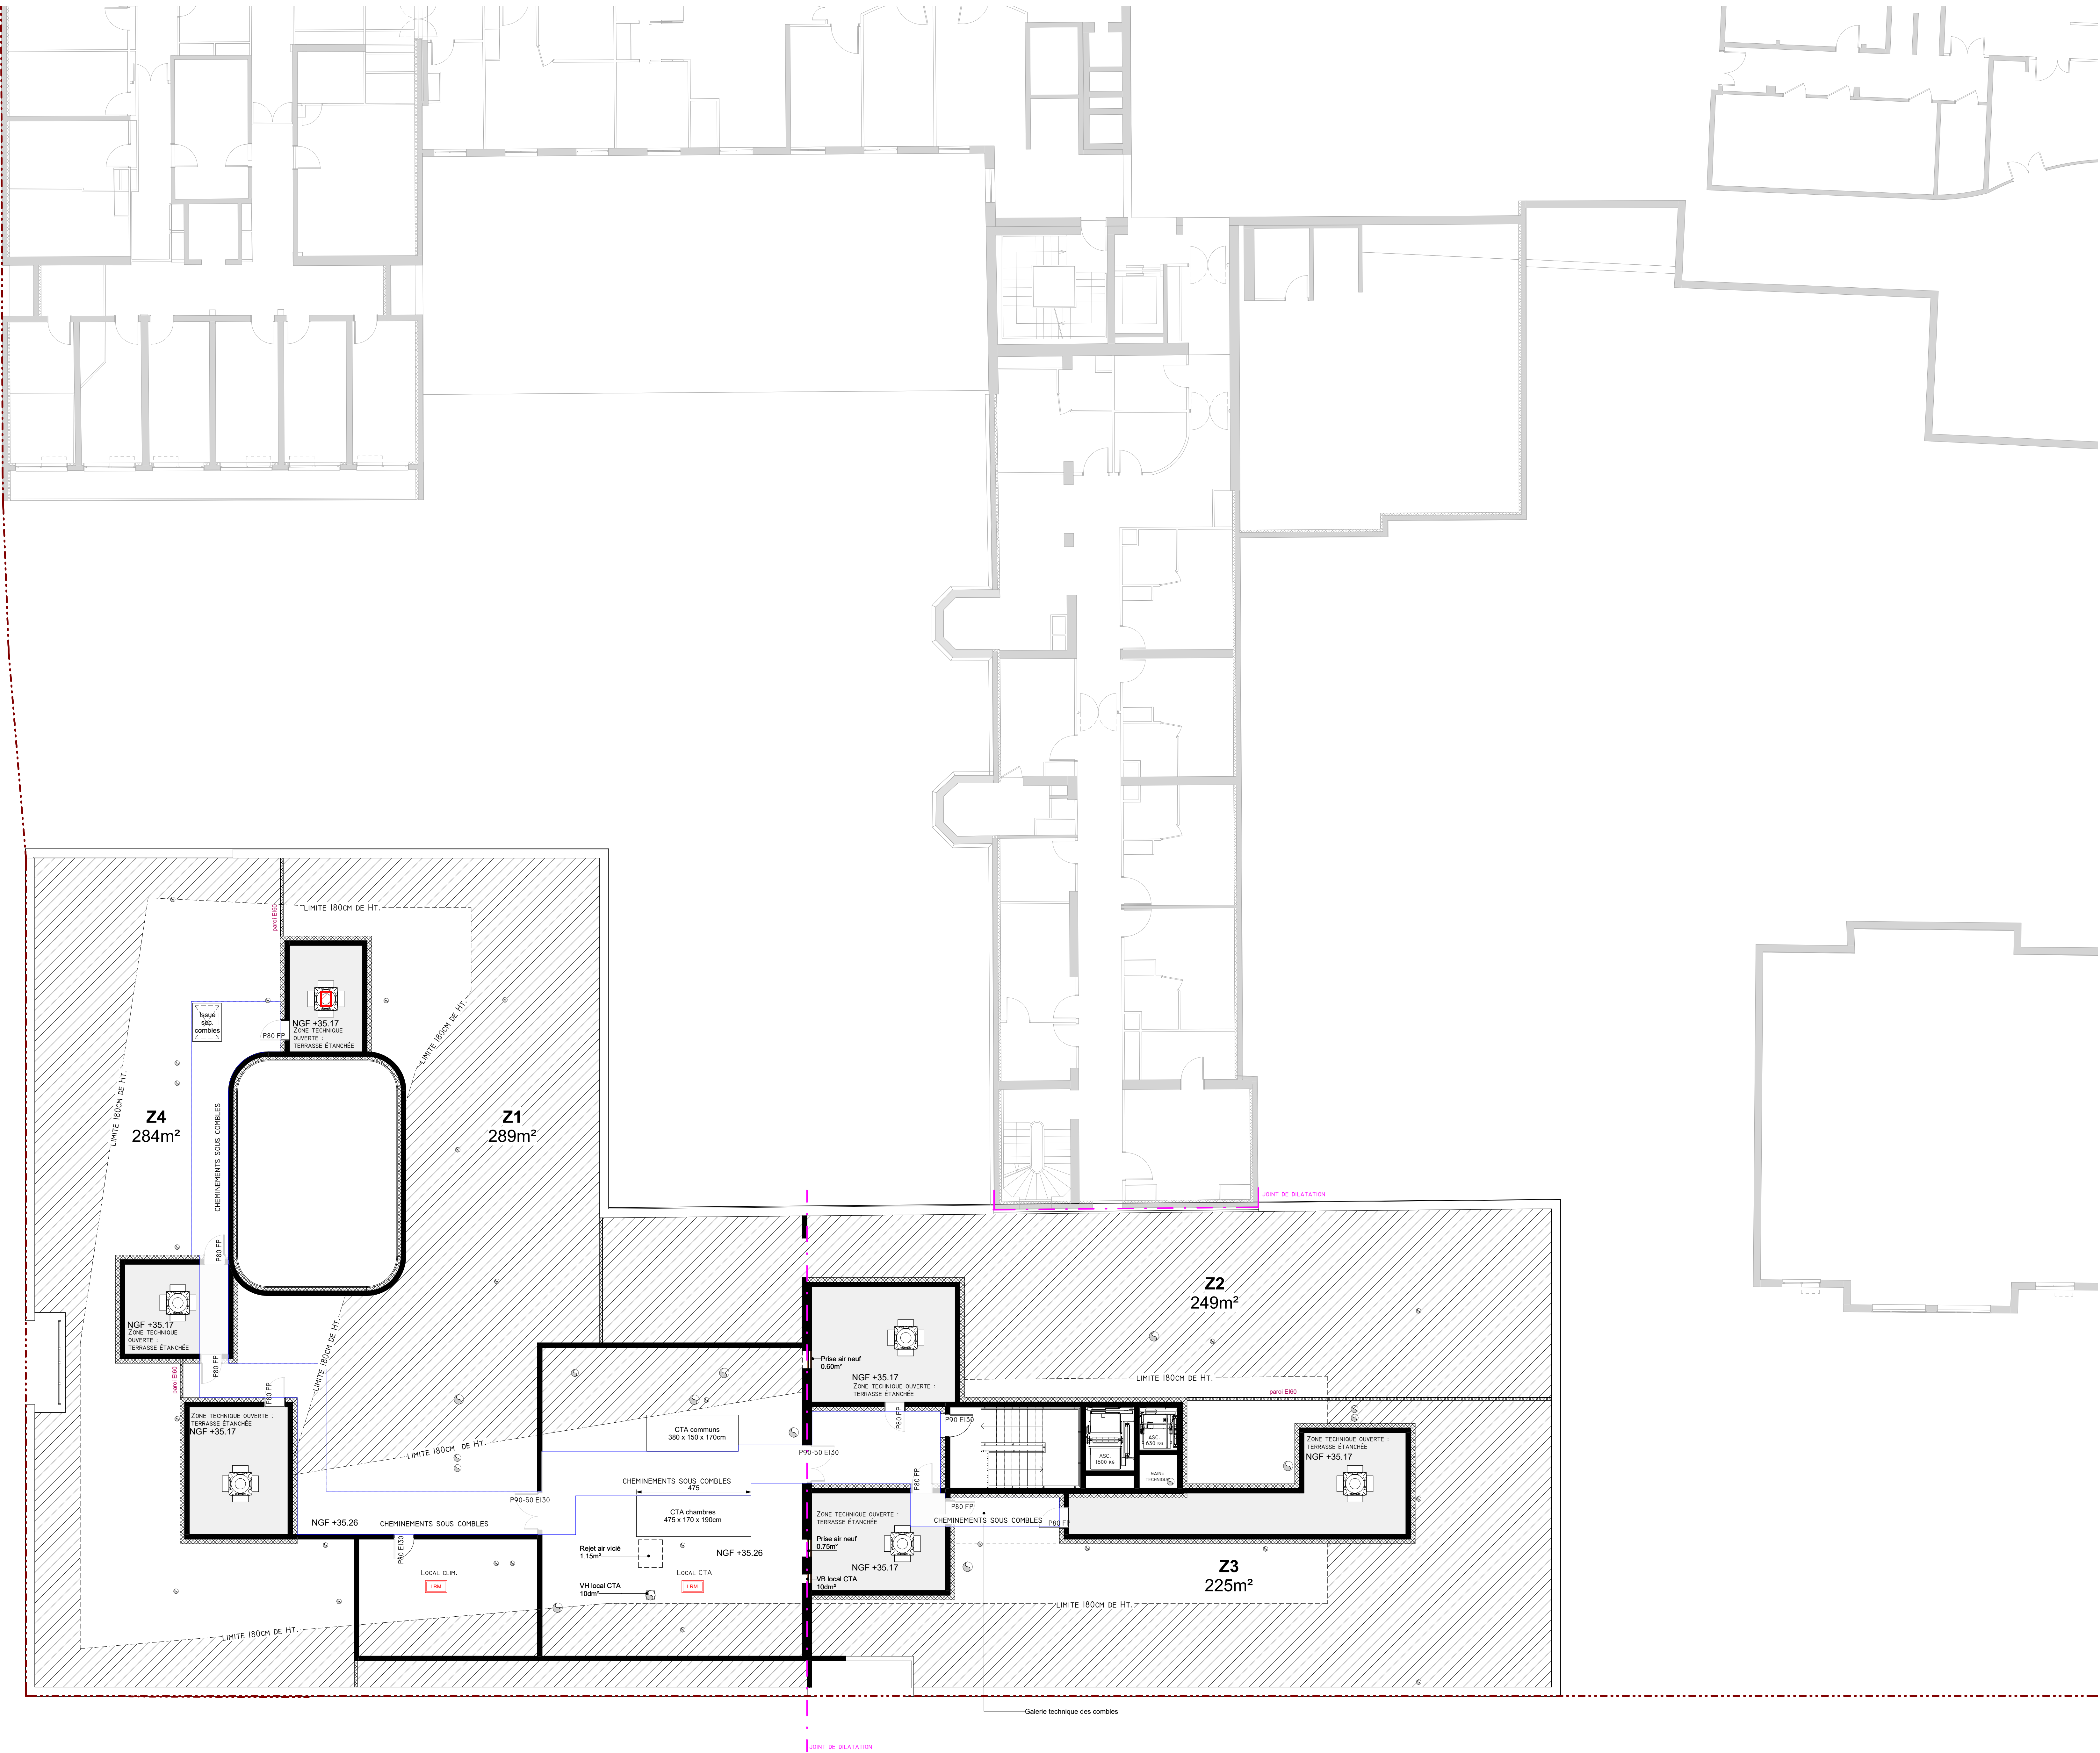 LIMITE 180CM DE HT.
paroi EI60
LIMITE 180CM DE HT.
Issue
sec.
combles
P80 FP
NGF +35.17
ZONE TECHNIQUE
OUVERTE :
TERRASSE ÉTANCHÉE
LIMITE 180CM DE HT.
Z4
284m²
CHEMINEMENTS SOUS COMBLES
Z1
289m²
JOINT DE DILATATION
P80 FP
NGF +35.17
ZONE TECHNIQUE
OUVERTE :
TERRASSE ÉTANCHÉE
P80 FP
LIMITE 180CM DE HT.
Z2
249m²
paroi EI60
P80 FP
Prise air neuf
0.60m²
NGF +35.17
ZONE TECHNIQUE OUVERTE :
TERRASSE ÉTANCHÉE
LIMITE 180CM DE HT.
paroi EI60
ZONE TECHNIQUE OUVERTE :
TERRASSE ÉTANCHÉE
NGF +35.17
LIMITE 180CM DE HT.
CTA communs
380 x 150 x 170cm
P80 FP
P90 EI30
P90-50 EI30
ASC.
1600 KG
ASC.
630 KG
GAINE
TECHNIQUE
ZONE TECHNIQUE OUVERTE :
TERRASSE ÉTANCHÉE
NGF +35.17
CHEMINEMENTS SOUS COMBLES
475
P90-50 EI30
CTA chambres
475 x 170 x 190cm
P80 FP
P80 FP
ZONE TECHNIQUE OUVERTE :
TERRASSE ÉTANCHÉE
CHEMINEMENTS SOUS COMBLES
P80 FP
NGF +35.26
CHEMINEMENTS SOUS COMBLES
P80 EI30
Prise air neuf
0.75m²
Rejet air vicié
1.15m²
NGF +35.26
NGF +35.17
LOCAL CLIM.
LRM
LOCAL CTA
LRM
VH local CTA
10dm²
VB local CTA
10dm²
Z3
225m²
LIMITE 180CM DE HT.
LIMITE 180CM DE HT.
Galerie technique des combles
JOINT DE DILATATION